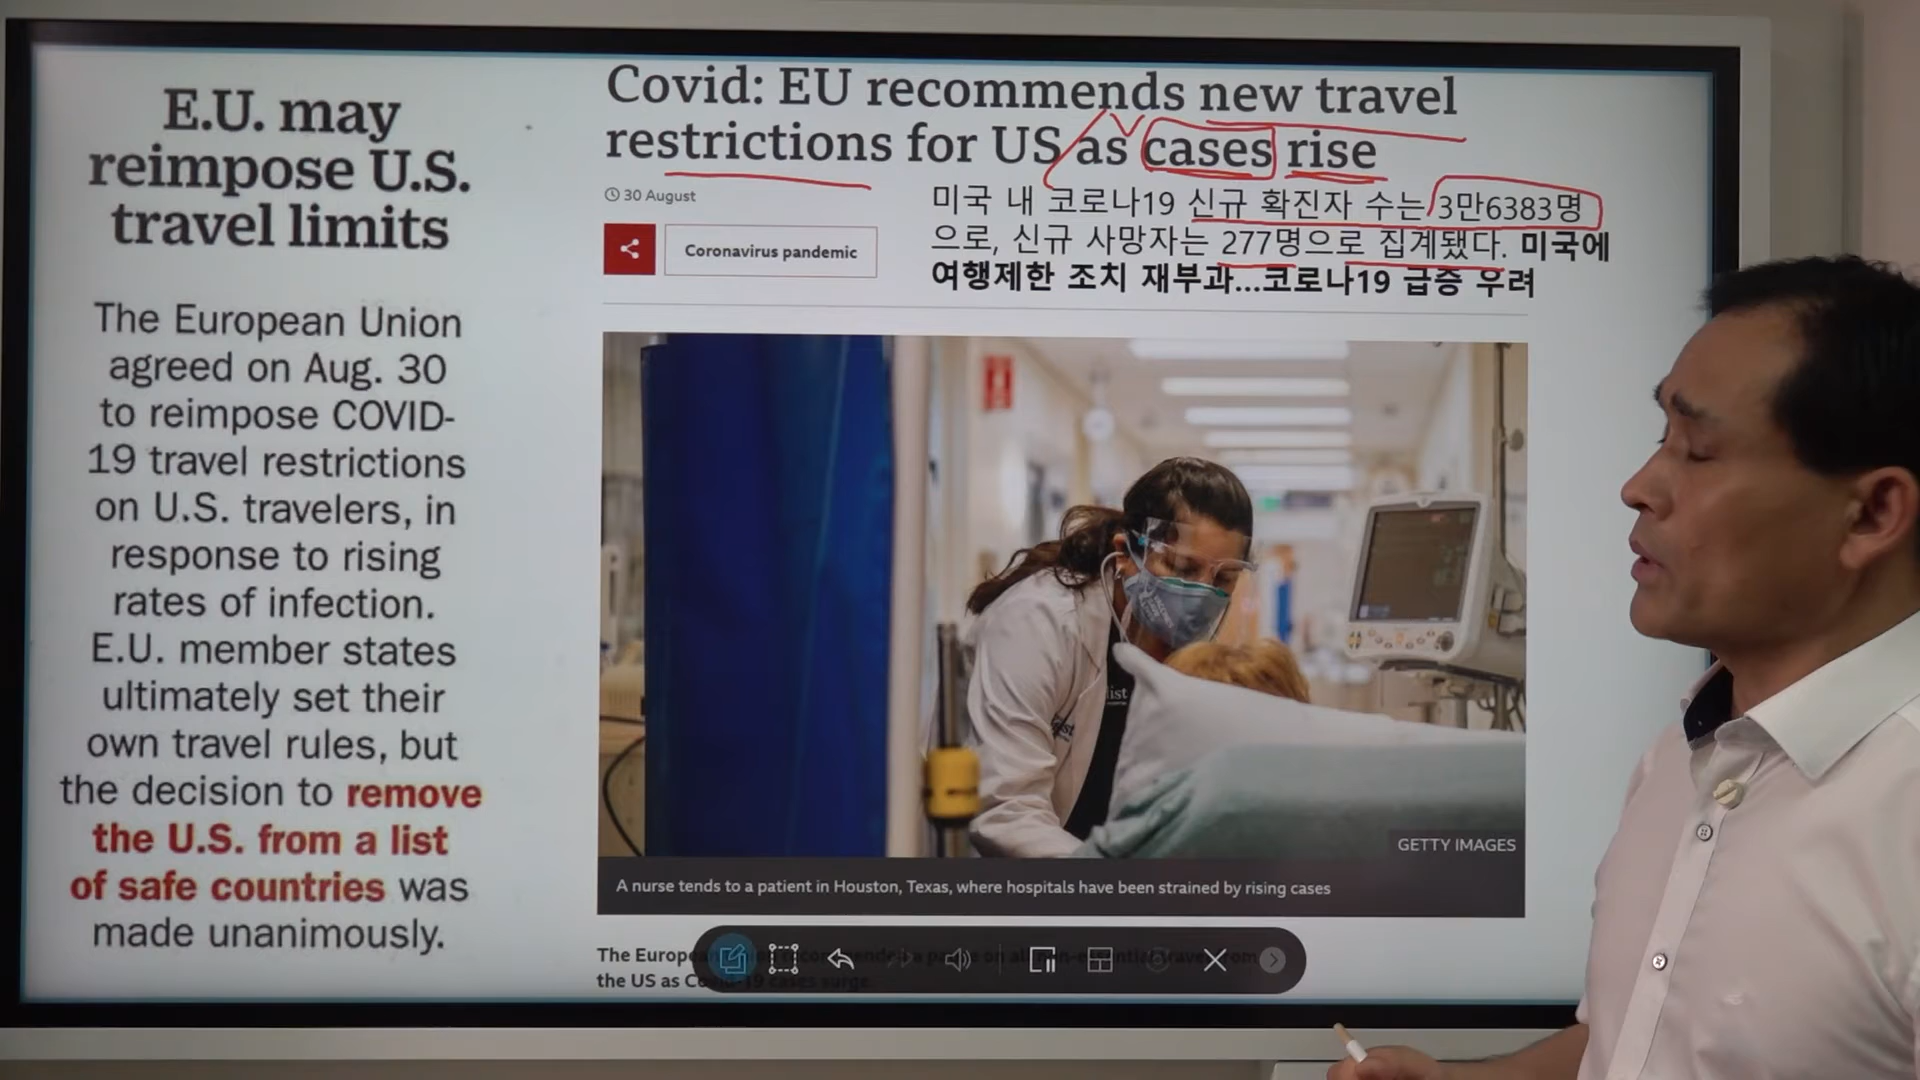 E.U. may
reimpose U.S.
travel limits
The European Union
agreed on Aug. 30
to reimpose COVID-
19 travel restrictions
on U.S. travelers, in
response to rising
rates of infection.
E.U. member states
ultimately set their
own travel rules, but
the decision to remove
the U.S. from a list
of safe countries was
made unanimously.
Covid: EU recommends new travel
restrictions for US as cases rise
30 August
Coronavirus pandemic
미국 내 코로나19 신규 확진자 수는 3만6383명
으로, 신규 사망자는 277명으로 집계됐다. 미국에
여행제한 조치 재부과...코로나19 급증 우려
GETTY IMAGES
A nurse tends to a patient in Houston, Texas, where hospitals have been strained by rising cases
The
the US as